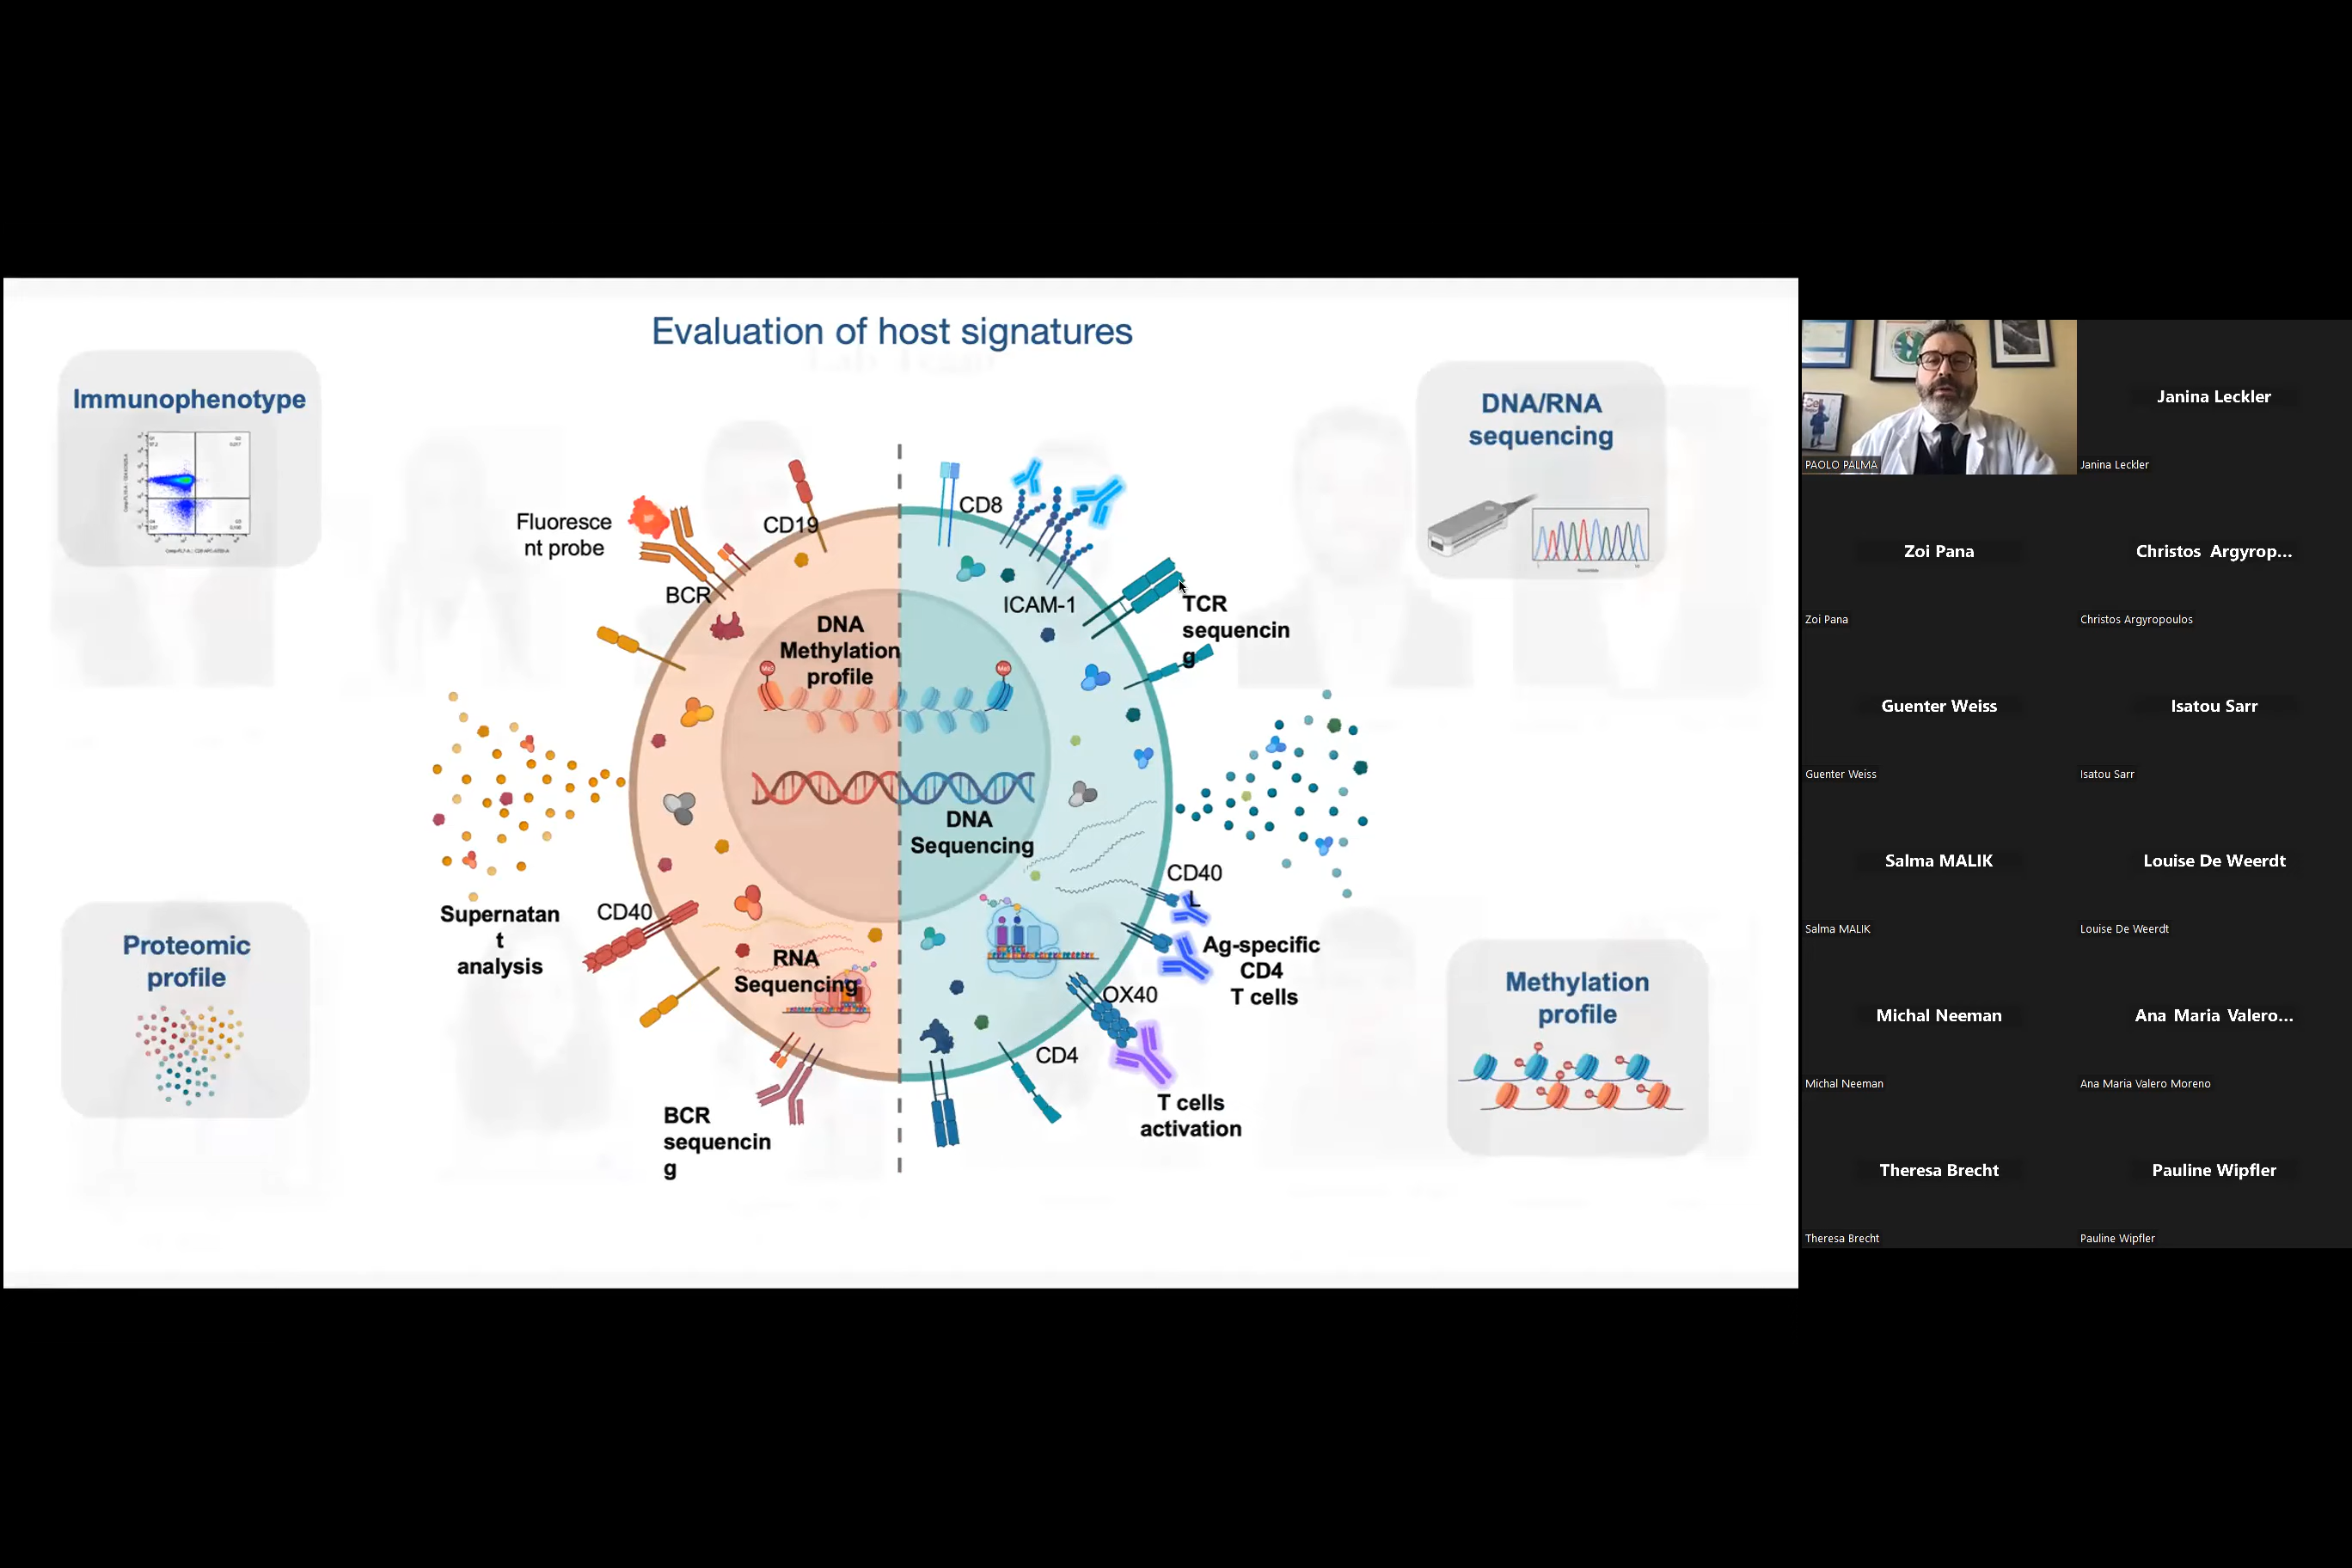 Evaluation of host signatures
Immunophenotype
DNA/RNA
sequencing
Fluoresce
nt probe
CD19
CD8
BCR
ICAM-1
TCR
sequencin
g
DNA
Methylation
profile
Me3
Me3
DNA
Sequencing
Supernatan
t
analysis
CD40
CD40
L
RNA
Sequencing
Ag-specific
CD4
T cells
OX40
CD4
T cells
activation
BCR
sequencin
g
Proteomic
profile
Methylation
profile
PAOLO PALMA
Janina Leckler
Janina Leckler
Zoi Pana
Zoi Pana
Christos Argyrop...
Christos Argyropoulos
Guenter Weiss
Guenter Weiss
Isatou Sarr
Isatou Sarr
Salma MALIK
Salma MALIK
Louise De Weerdt
Louise De Weerdt
Michal Neeman
Michal Neeman
Ana Maria Valero...
Ana Maria Valero Moreno
Theresa Brecht
Theresa Brecht
Pauline Wipfler
Pauline Wipfler